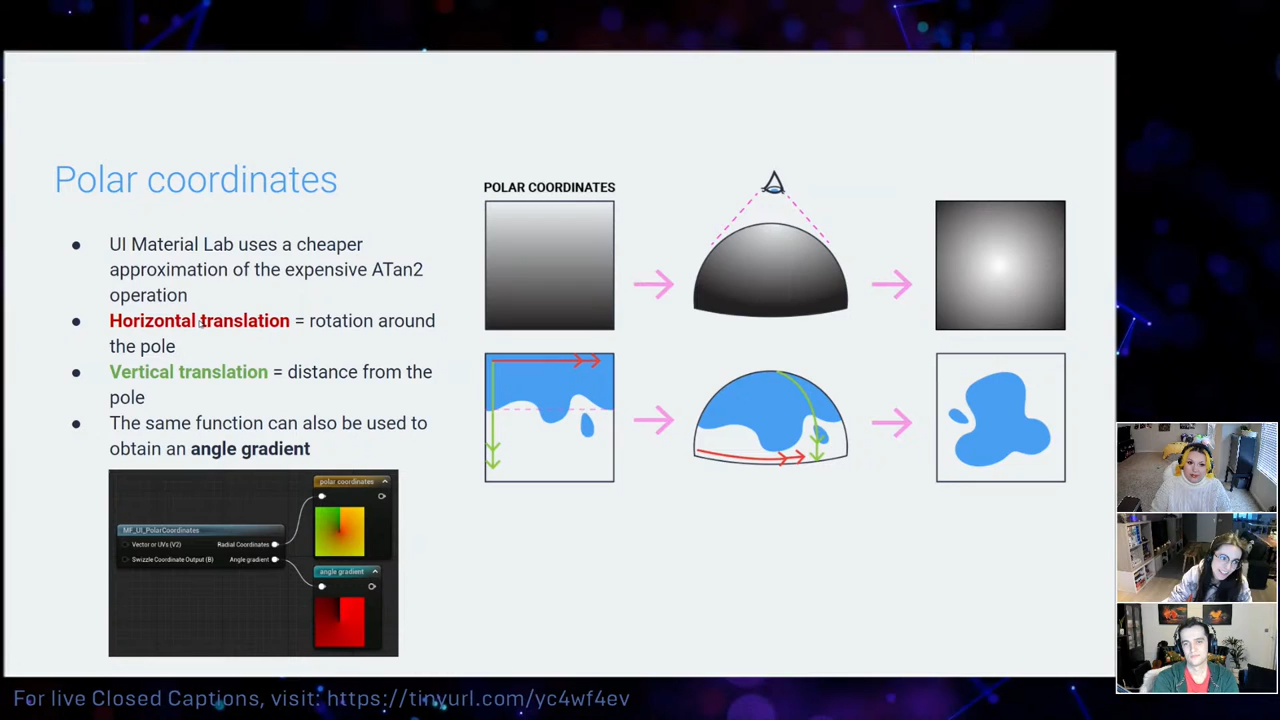 Polar coordinates
● UI Material Lab uses a cheaper
approximation of the expensive ATan2
operation
● Horizontal translation = rotation around
the pole
● Vertical translation = distance from the
pole
● The same function can also be used to
obtain an angle gradient
POLAR COORDINATES
polar coordinates
MF_UI_PolarCoordinates
Vector or UVs (V2) Radial Coordinates
Swizzle Coordinate Output (B) Angle gradient
angle gradient
For live Closed Captions, visit: https://tinyurl.com/yc4wf4ev